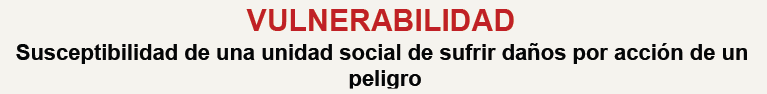 VULNERABILIDAD
Susceptibilidad de una unidad social de sufrir daños por acción de un
peligro